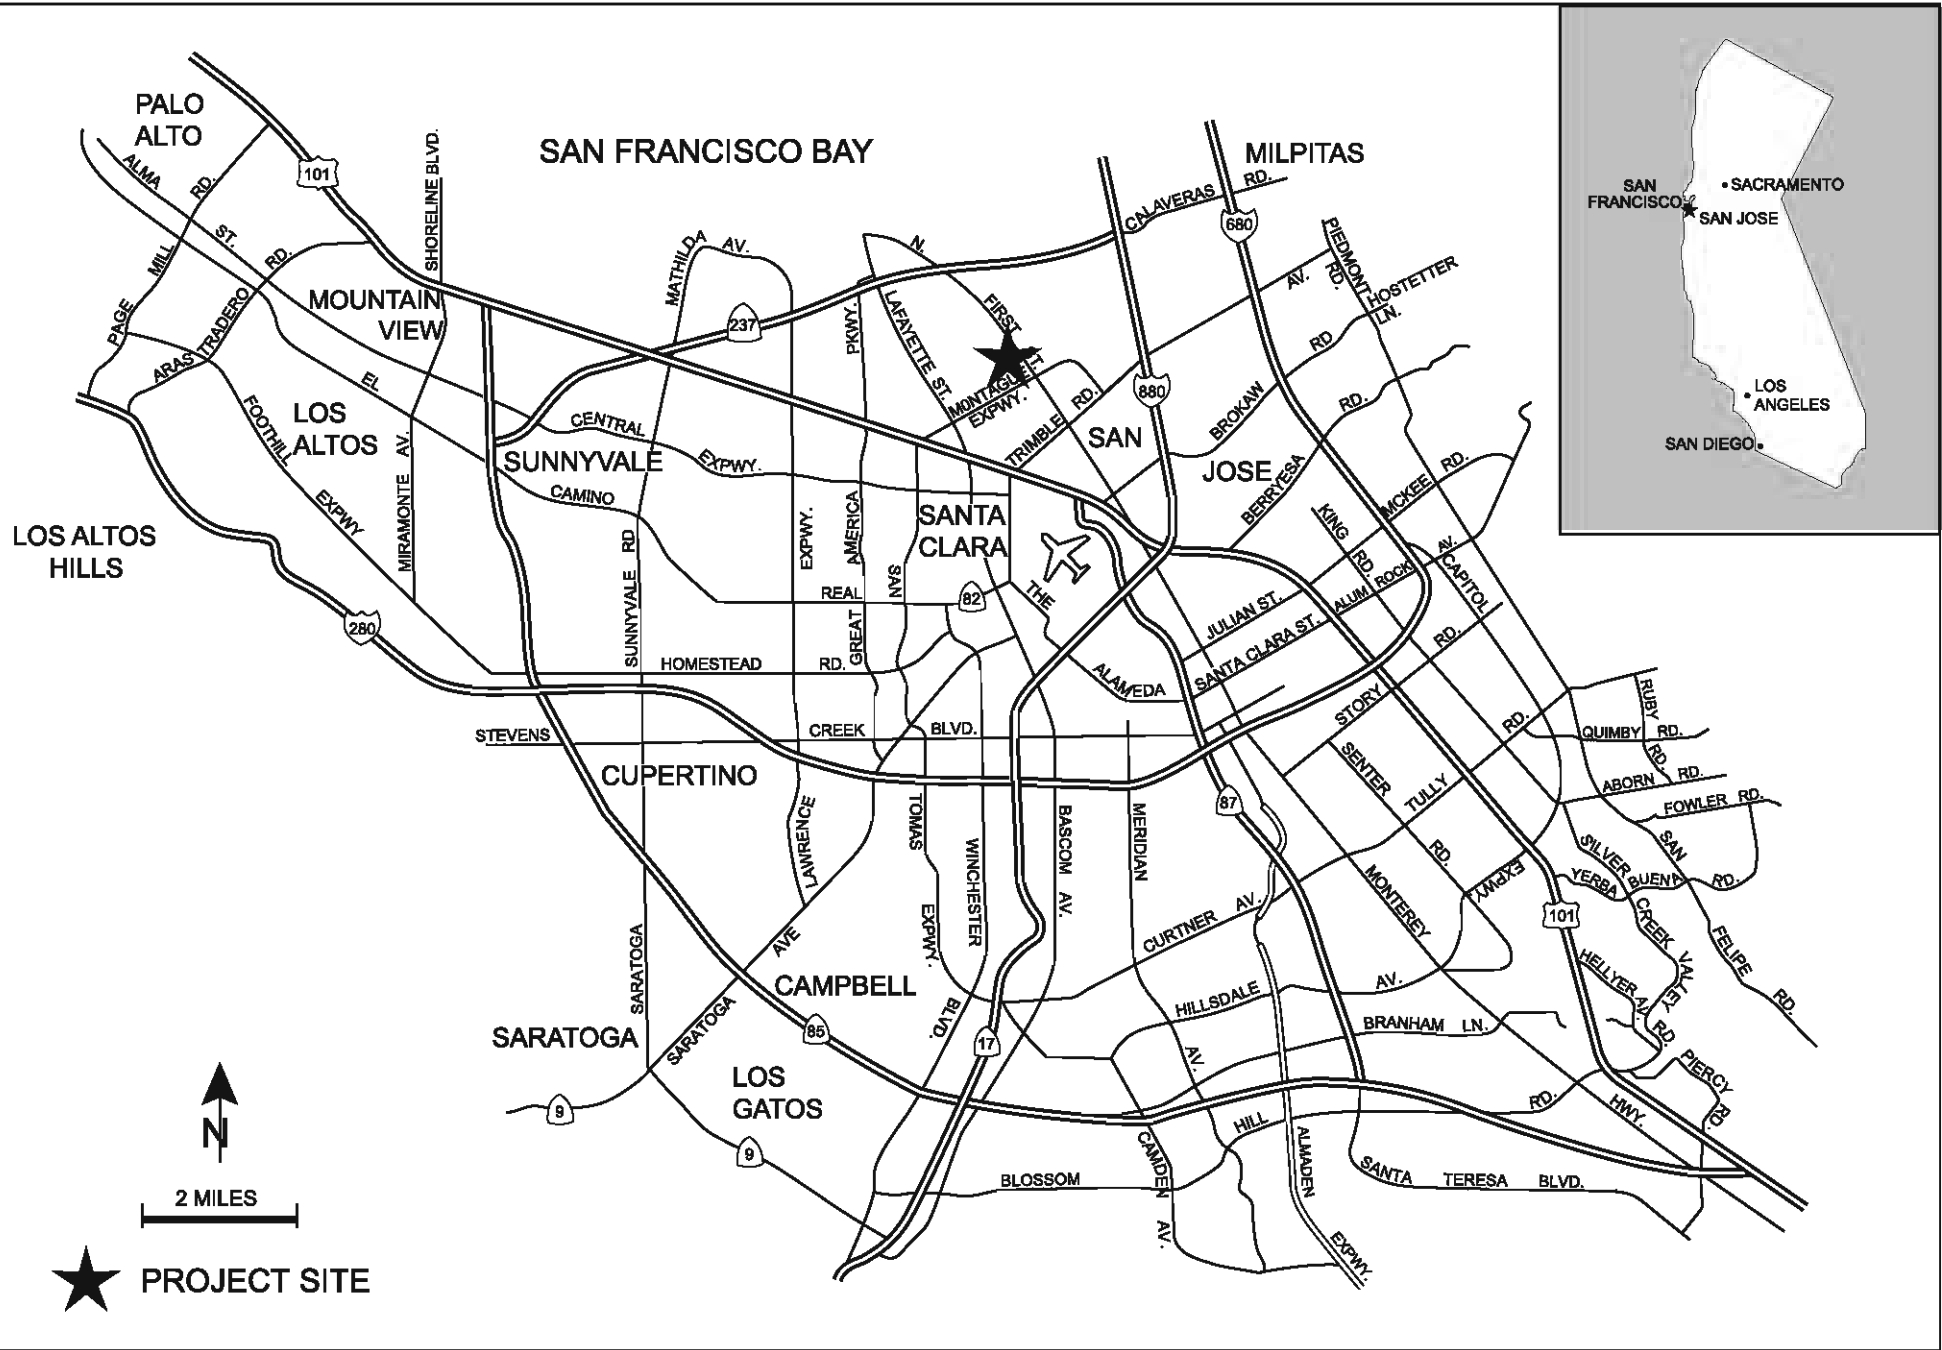 PALO
ALTO
SAN FRANCISCO BAY
MILPITAS
SAN
FRANCISCO
SACRAMENTO
SAN JOSE
LOS
ANGELES
SAN DIEGO
101
ALMA
ST.
PAGE
MILL
RD.
SHORELINE BLVD.
ARASTRADERO
RD.
MOUNTAIN
VIEW
MATHILDA
AV.
237
N.
FIRST
ST.
LAFAYETTE ST.
PKWY.
CALAVERAS
RD.
680
880
PIEDMONT
RD.
HOSTETTER
LN.
AV.
RD
MONTAGUE
EXPWY.
TRIMBLE
RD.
BROKAW
BERRYESA
RD.
SAN
JOSE
LOS
ALTOS
FOOTHILL
EXPWY
EL
CAMINO
REAL
CENTRAL
EXPWY.
SUNNYVALE
MIRAMONTE
AV.
SANTA
CLARA
AMERICA
GREAT
EXPWY.
SAN
82
THE
ALAMEDA
KING
RD.
MCKEE
RD.
ALUM
ROCK
AV.
CAPITOL
JULIAN ST.
SANTA CLARA ST.
LOS ALTOS
HILLS
280
SUNNYVALE
RD
HOMESTEAD
RD.
STEVENS
CREEK
BLVD.
CUPERTINO
STORY
RD.
SENTER
RD.
TULLY
RD.
QUIMBY
RD.
RUBY
RD.
ABORN
RD.
FOWLER
RD.
87
LAWRENCE
TOMAS
EXPWY.
WINCHESTER
BLVD.
BASCOM
AV.
MERIDIAN
AV.
MONTEREY
HWY.
EXPWY.
SILVER
CREEK
VALLEY
RD.
YERBA
BUENA
RD.
SAN
FELIPE
RD.
101
CURTNER
AV.
HELLYER
AV.
SARATOGA
SARATOGA
AVE
CAMPBELL
HILLSDALE
AV.
BRANHAM
LN.
SARATOGA
85
17
PIERCY
RD.
LOS
GATOS
9
9
HILL
RD.
BLOSSOM
CAMDEN
AV.
ALMADEN
EXPWY.
SANTA
TERESA
BLVD.
N
2 MILES
PROJECT SITE